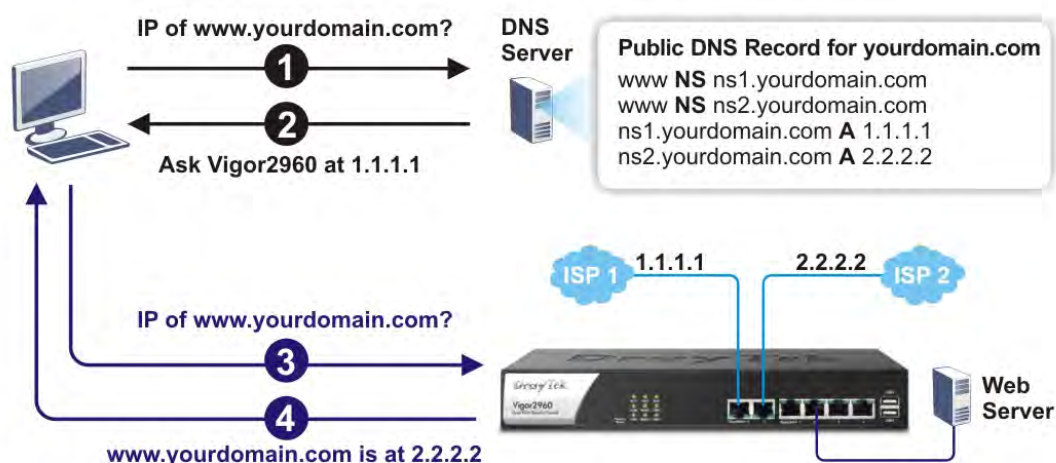 IP of www.yourdomain.com?
1
2
Ask Vigor2960 at 1.1.1.1
DNS
Server
Public DNS Record for yourdomain.com
www NS ns1.yourdomain.com
www NS ns2.yourdomain.com
ns1.yourdomain.com A 1.1.1.1
ns2.yourdomain.com A 2.2.2.2
ISP 1
1.1.1.1
2.2.2.2
ISP 2
IP of www.yourdomain.com?
3
4
www.yourdomain.com is at 2.2.2.2
DrayTek
Vigor2960
Web
Server